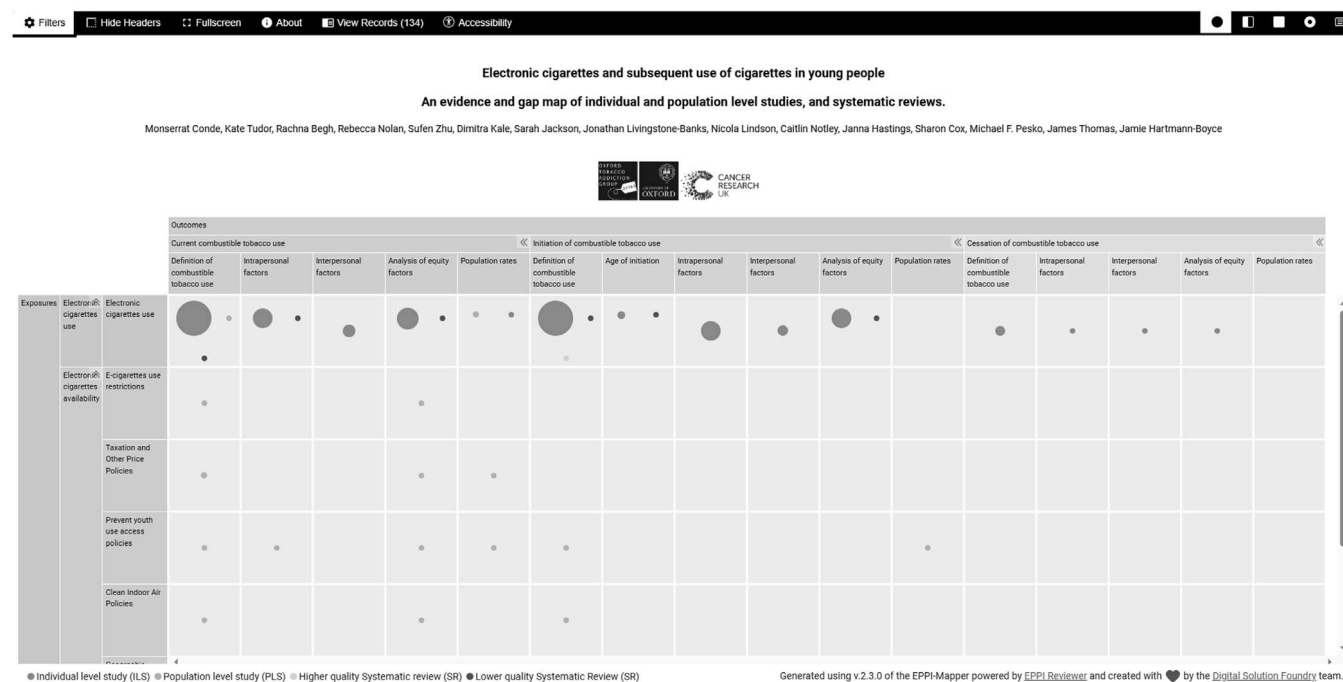 Filters Hide Headers Fullscreen About View Records (134) Accessibility
Electronic cigarettes and subsequent use of cigarettes in young people
An evidence and gap map of individual and population level studies, and systematic reviews.
Monserrat Conde, Kate Tudor, Rachna Begh, Rebecca Nolan, Sufen Zhu, Dimitra Kale, Sarah Jackson, Jonathan Livingstone-Banks, Nicola Lindson, Caitlin Notley, Janna Hastings, Sharon Cox, Michael F. Pesko, James Thomas, Jamie Hartmann-Boyce
OXFORD
TOBACCO
ADDICTION
GROUP
OXFORD
CANCER
RESEARCH
UK
Outcomes
Current combustible tobacco use
Initiation of combustible tobacco use
Cessation of combustible tobacco use
Definition of
combustible
tobacco use
Intrapersonal
factors
Interpersonal
factors
Analysis of equity
factors
Population rates
Definition of
combustible
tobacco use
Age of initiation
Intrapersonal
factors
Interpersonal
factors
Analysis of equity
factors
Population rates
Definition of
combustible
tobacco use
Intrapersonal
factors
Interpersonal
factors
Analysis of equity
factors
Population rates
Exposures
Electronic
cigarettes
use
Electronic
cigarettes use
Electronic
cigarettes
availability
E-cigarettes use
restrictions
Taxation and
Other Price
Policies
Prevent youth
use access
policies
Clean Indoor Air
Policies
Individual level study (ILS) Population level study (PLS) Higher quality Systematic review (SR) Lower quality Systematic Review (SR)
Generated using v.2.3.0 of the EPPI-Mapper powered by EPPI Reviewer and created with by the Digital Solution Foundry team.